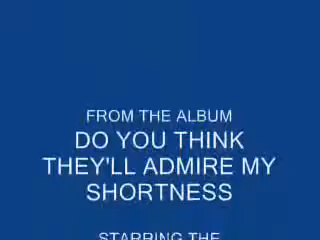 FROM THE ALBUM
DO YOU THINK
THEY'LL ADMIRE MY
SHORTNESS
STARRING THE